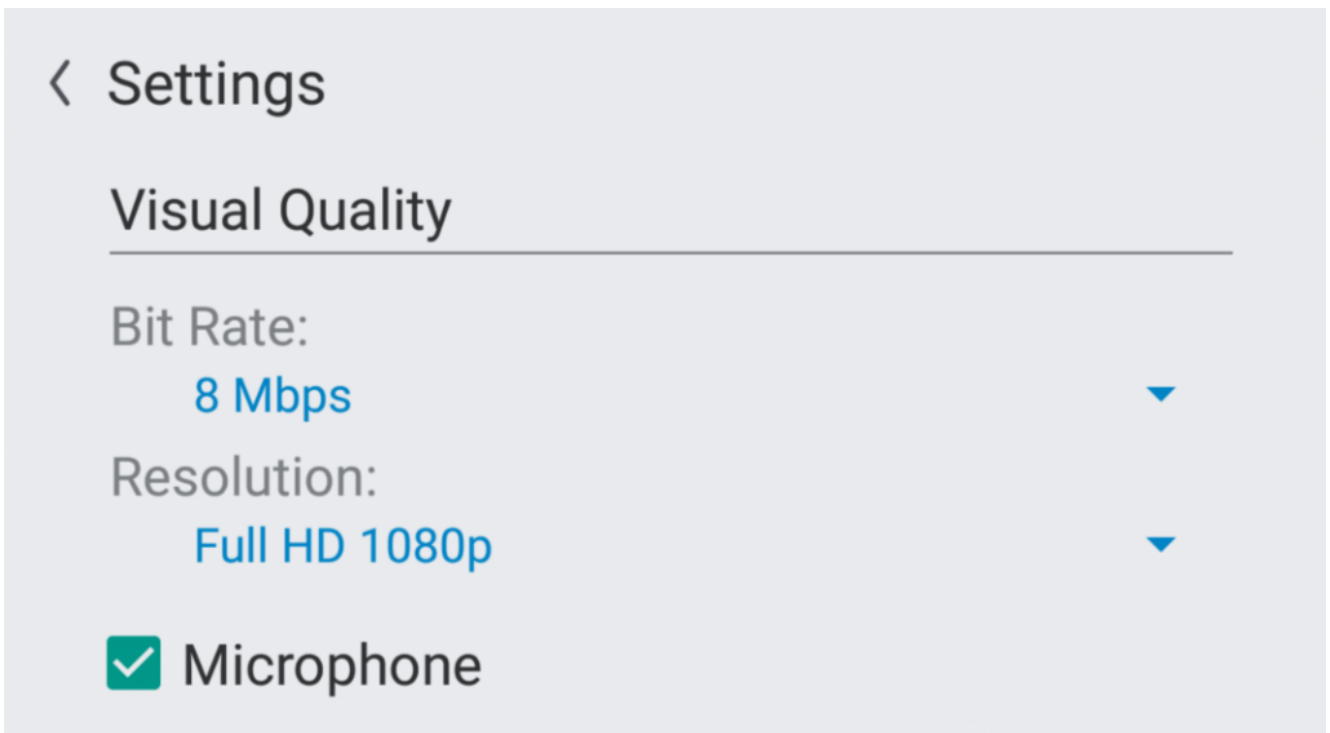 Settings
Visual Quality
Bit Rate:
8 Mbps
Resolution:
Full HD 1080p
Microphone